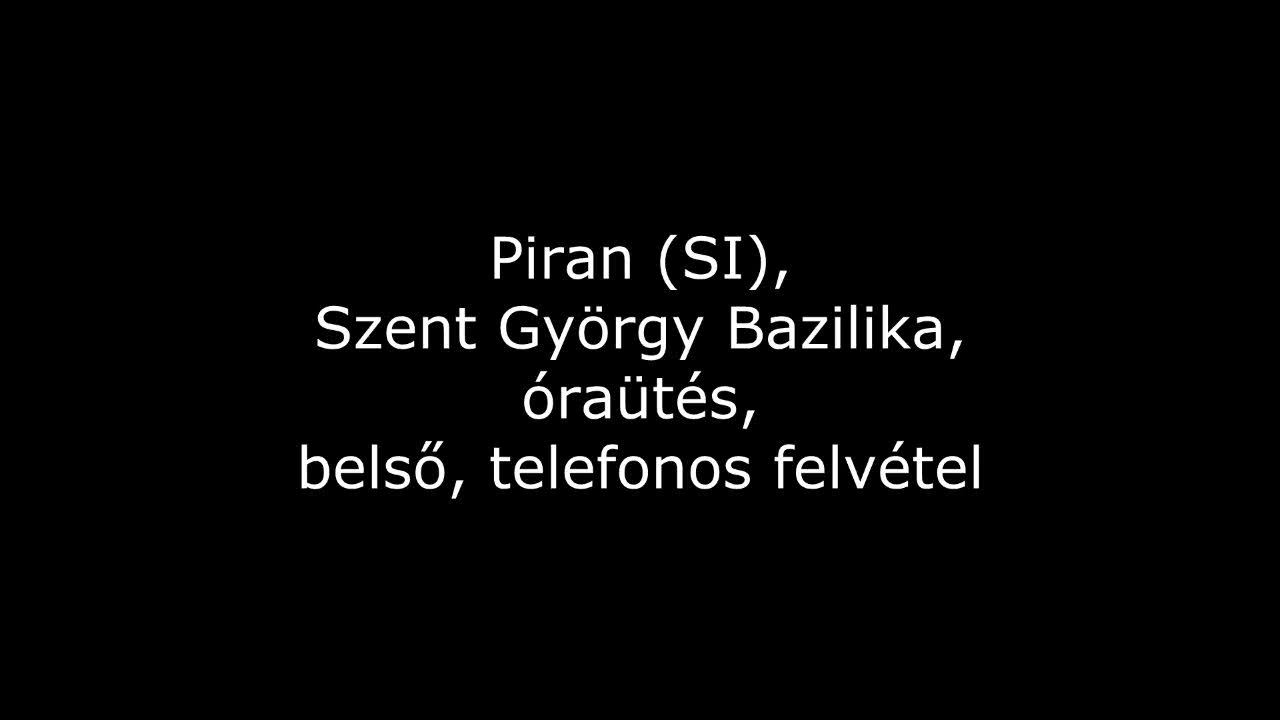 Piran (SI),
Szent György Bazilika,
óraütés,
belső, telefonos felvétel